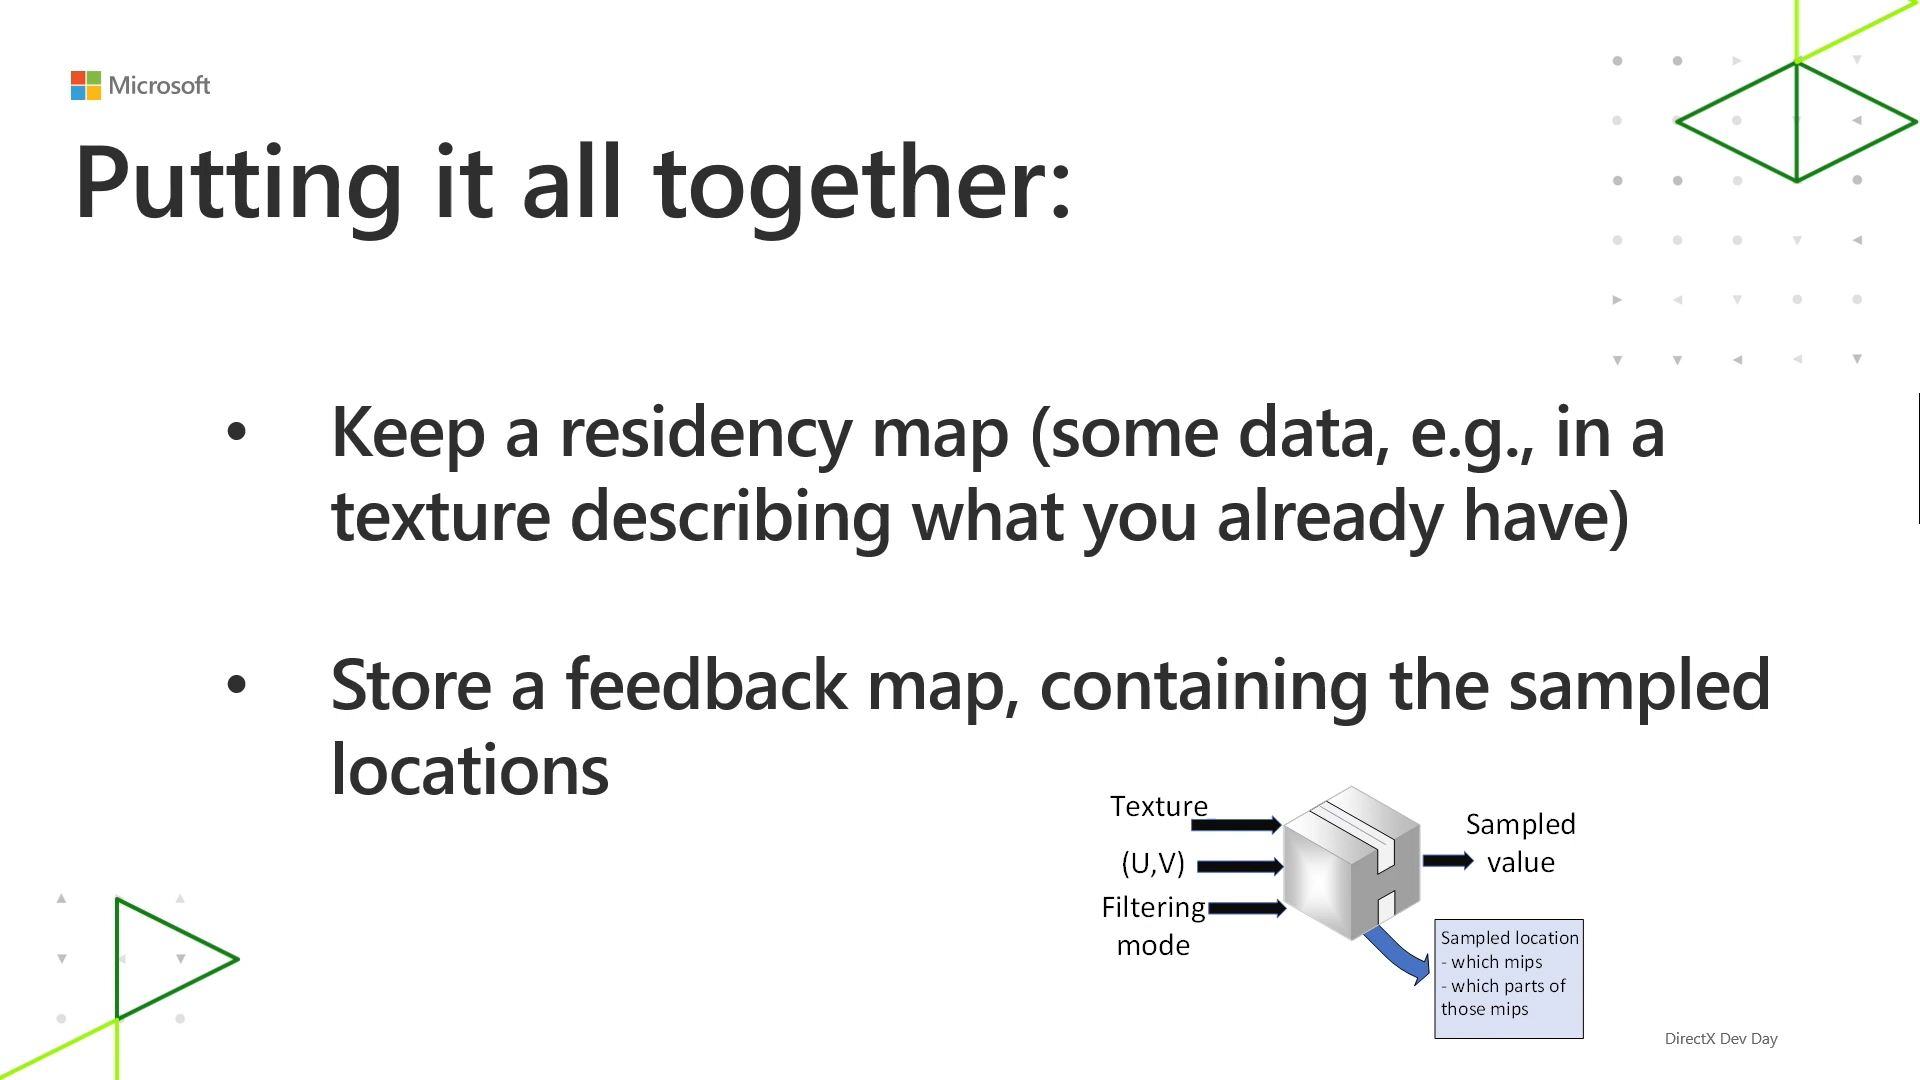 Microsoft
Putting it all together:
• Keep a residency map (some data, e.g., in a
texture describing what you already have)
• Store a feedback map, containing the sampled
locations
Texture
(U,V)
Filtering
mode
Sampled
value
Sampled location
- which mips
- which parts of
those mips
DirectX Dev Day